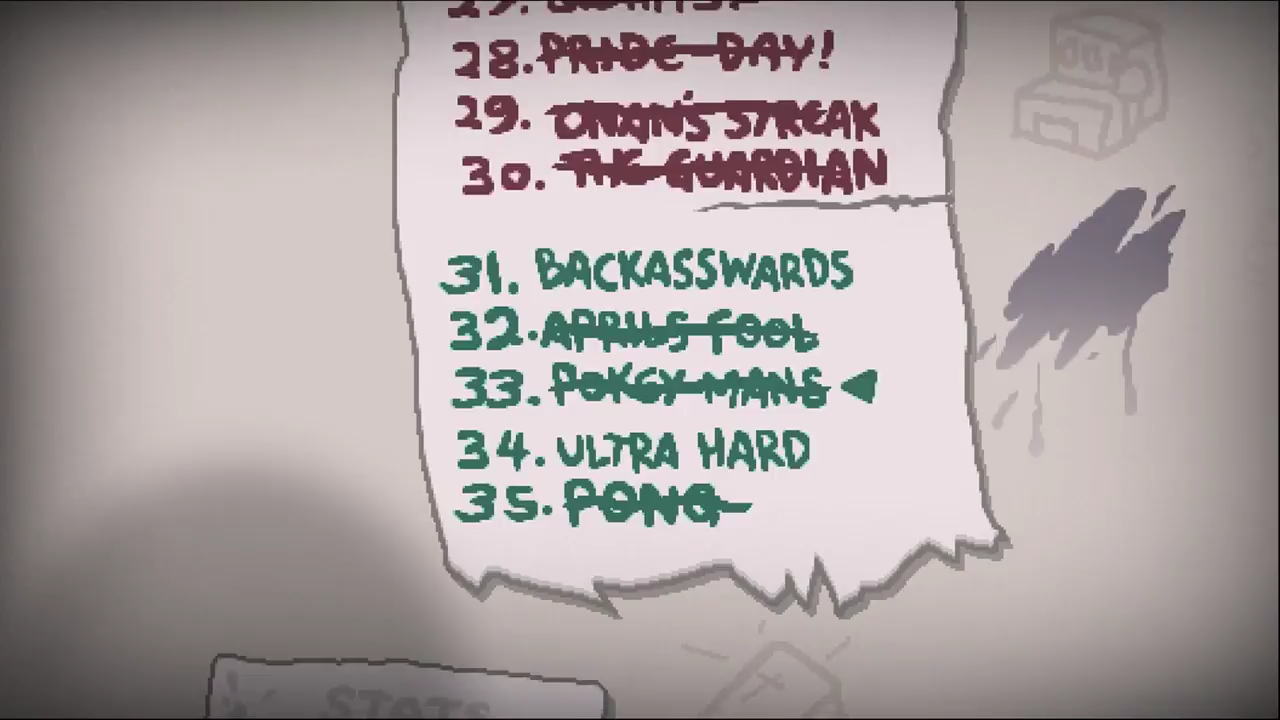 28. PRIDE DAY!
29. ONAN'S STREAK
30. THE GUARDIAN
31. BACKASSWARDS
32. APRILS FOOL
33. POKEY MANS
34. ULTRA HARD
35. PONG
STATS